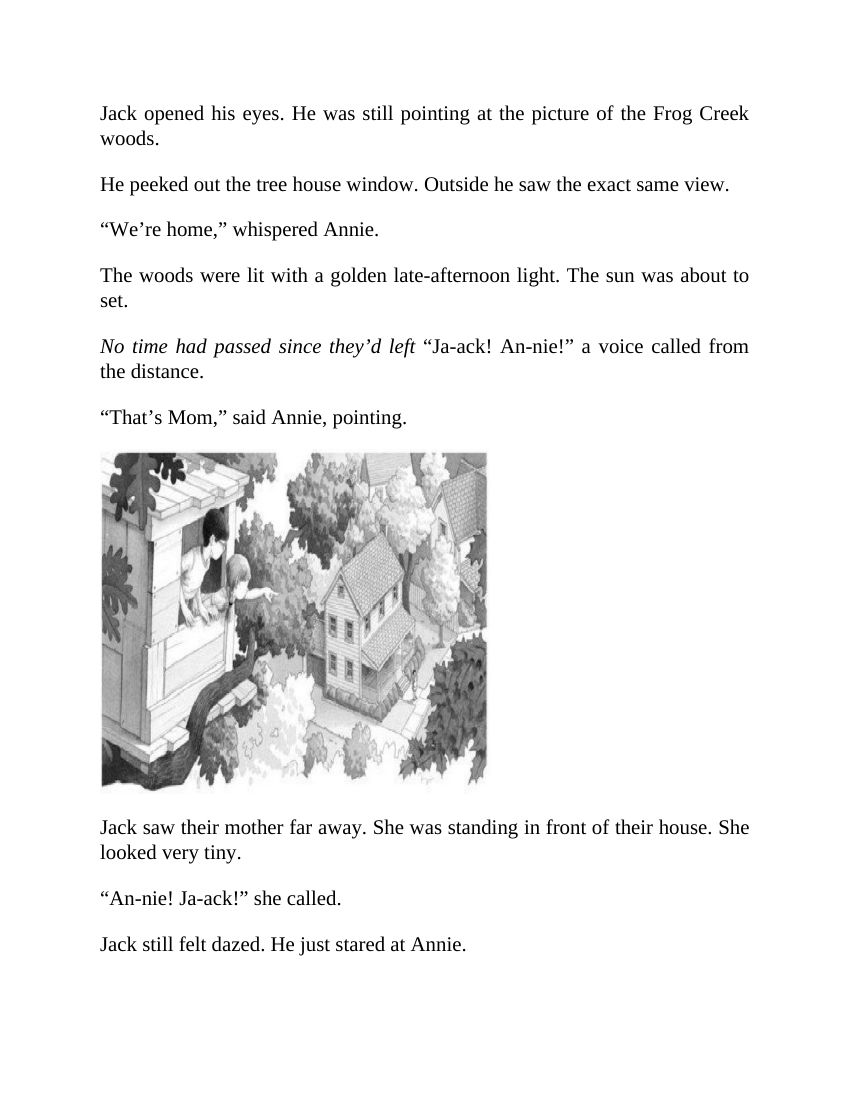 Jack opened his eyes. He was still pointing at the picture of the Frog Creek
woods.
He peeked out the tree house window. Outside he saw the exact same view.
“We’re home,” whispered Annie.
The woods were lit with a golden late-afternoon light. The sun was about to
set.
No time had passed since they’d left “Ja-ack! An-nie!” a voice called from
the distance.
“That’s Mom,” said Annie, pointing.
Jack saw their mother far away. She was standing in front of their house. She
looked very tiny.
“An-nie! Ja-ack!” she called.
Jack still felt dazed. He just stared at Annie.